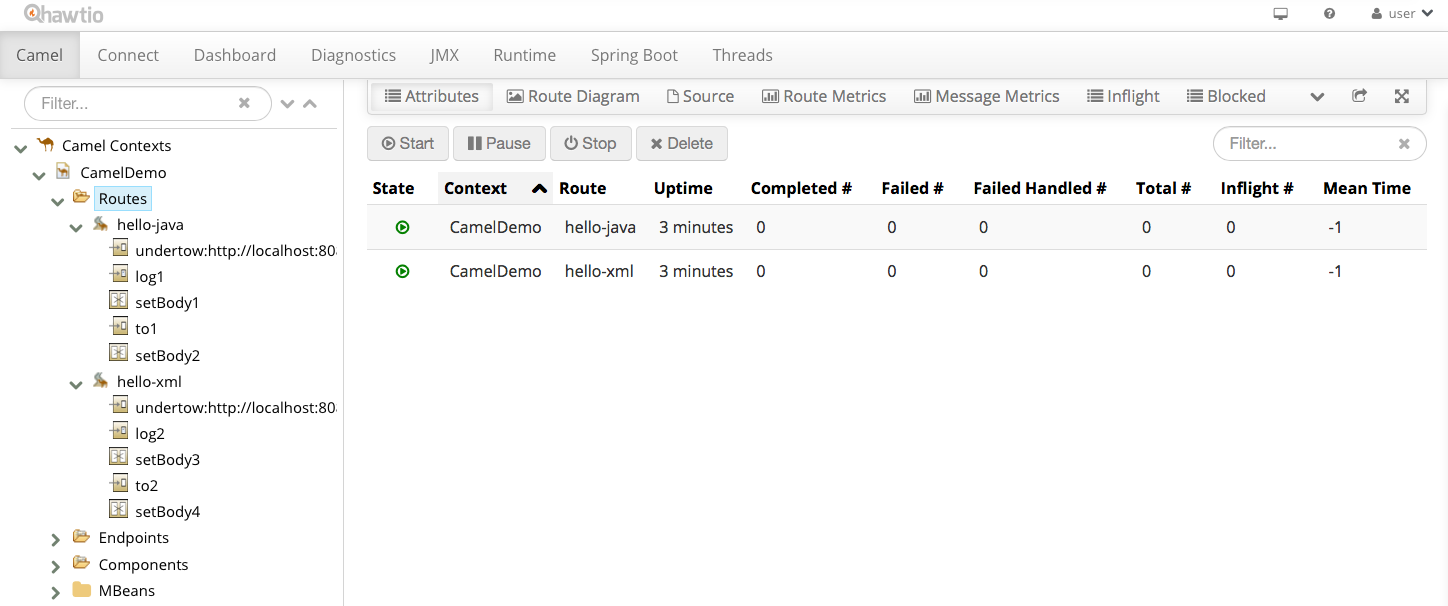 hawtio
user
Camel Connect Dashboard Diagnostics JMX Runtime Spring Boot Threads
Filter...
Attributes Route Diagram Source Route Metrics Message Metrics Inflight Blocked
Start Pause Stop Delete Filter...
Camel Contexts
CamelDemo
Routes
hello-java
undertow:http://localhost:80
log1
setBody1
to1
setBody2
hello-xml
undertow:http://localhost:80
log2
setBody3
to2
setBody4
Endpoints
Components
MBeans
State Context Route Uptime Completed # Failed # Failed Handled # Total # Inflight # Mean Time
CamelDemo hello-java 3 minutes 0 0 0 0 0 -1
CamelDemo hello-xml 3 minutes 0 0 0 0 0 -1